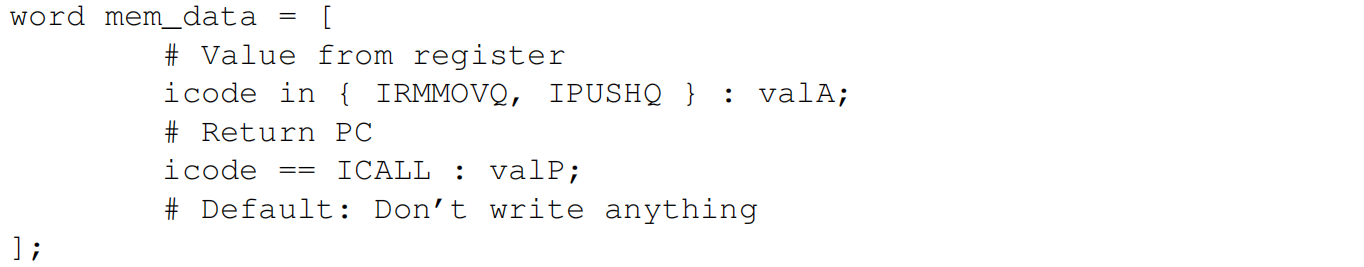 word mem_data = [
        # Value from register
        icode in { IRMMOVQ, IPUSHQ } : valA;
        # Return PC
        icode == ICALL : valP;
        # Default: Don’t write anything
];